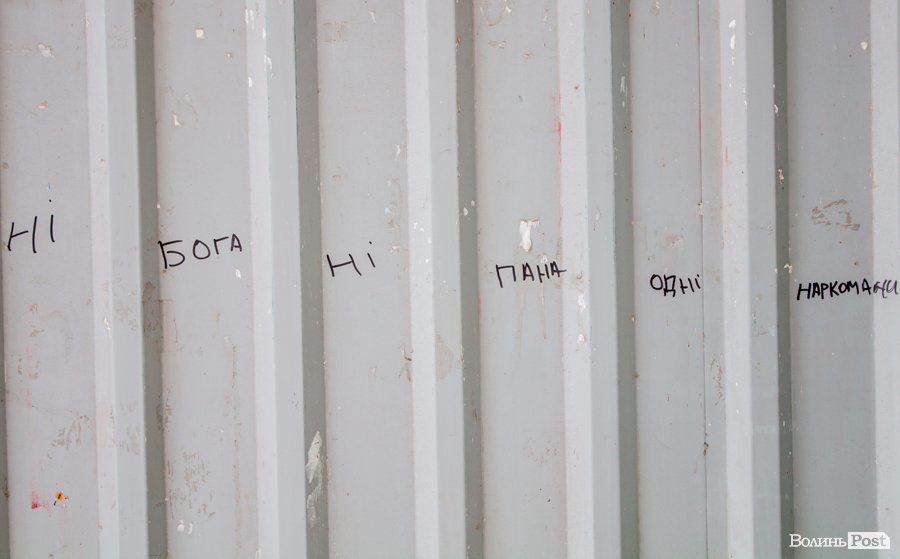 Ні БОГА Ні ПАНА ОДНі НАРКОМАНИ
Волинь Post